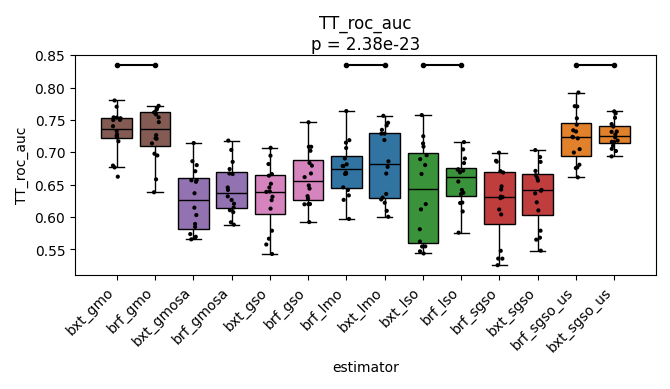 TT_roc_auc
p = 2.38e-23
TT_roc_auc
0.85
0.80
0.75
0.70
0.65
0.60
0.55
bxt_gmo
brf_gmo
bxt_gmosa
brf_gmosa
bxt_gso
brf_gso
brf_lmo
bxt_lmo
bxt_lso
brf_lso
brf_sgso
bxt_sgso
brf_sgso_us
bxt_sgso_us
estimator